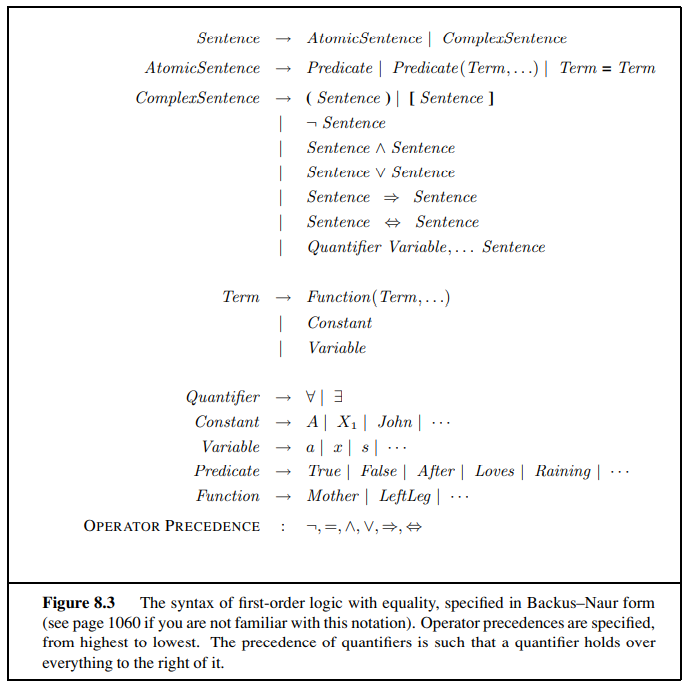 Sentence → AtomicSentence | ComplexSentence
AtomicSentence → Predicate | Predicate(Term,...) | Term = Term
ComplexSentence → ( Sentence ) | [ Sentence ]
| ¬ Sentence
| Sentence ∧ Sentence
| Sentence ∨ Sentence
| Sentence ⇒ Sentence
| Sentence ⇔ Sentence
| Quantifier Variable,... Sentence
Term → Function(Term,...)
| Constant
| Variable
Quantifier → ∀ | ∃
Constant → A | X₁ | John | ···
Variable → a | x | s | ···
Predicate → True | False | After | Loves | Raining | ···
Function → Mother | LeftLeg | ···
OPERATOR PRECEDENCE : ¬,=,∧,∨,⇒,⇔
Figure 8.3 The syntax of first-order logic with equality, specified in Backus–Naur form
(see page 1060 if you are not familiar with this notation). Operator precedences are specified,
from highest to lowest. The precedence of quantifiers is such that a quantifier holds over
everything to the right of it.